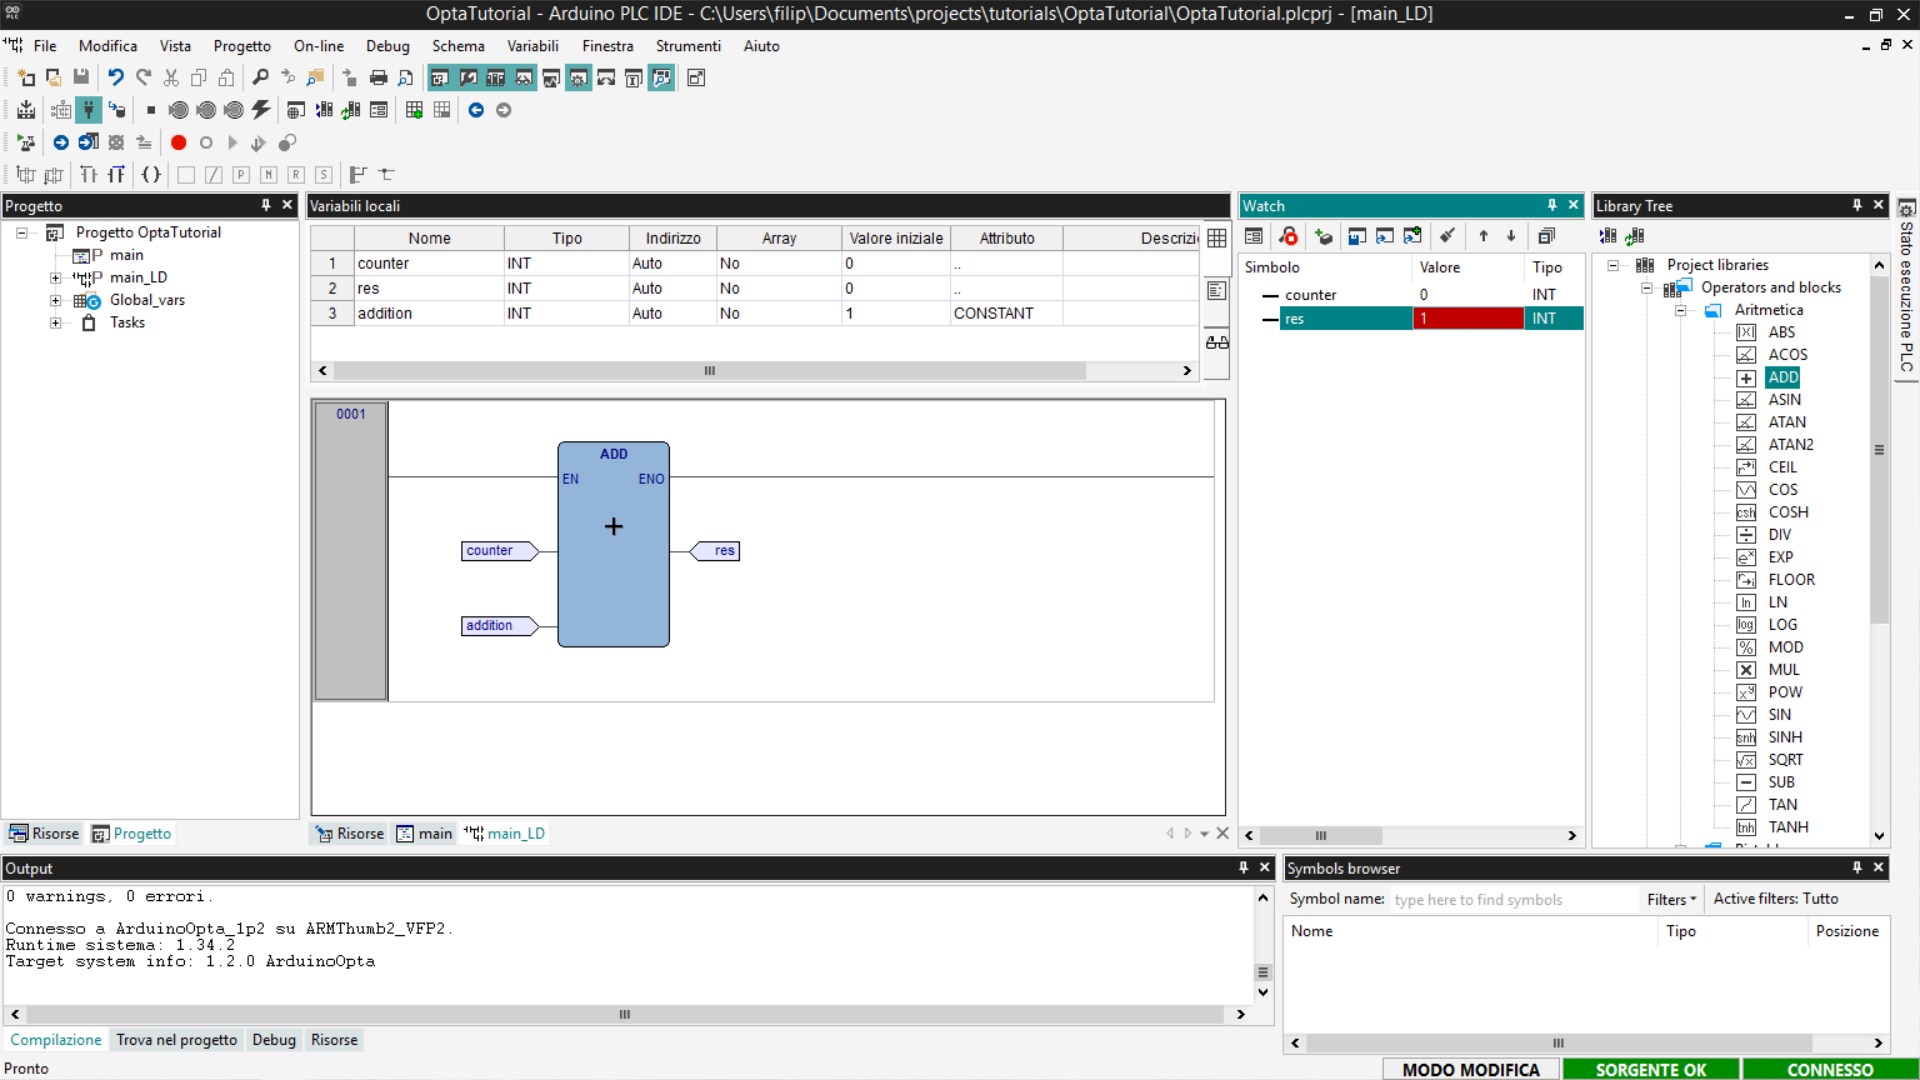 OptaTutorial - Arduino PLC IDE - C:\Users\filip\Documents\projects\tutorials\OptaTutorial\OptaTutorial.plcprj - [main_LD]
File Modifica Vista Progetto On-line Debug Schema Variabili Finestra Strumenti Aiuto
Progetto
Progetto OptaTutorial
main
main_LD
Global_vars
Tasks
Risorse Progetto
Variabili locali
Nome Tipo Indirizzo Array Valore iniziale Attributo Descrizi
1 counter INT Auto No 0 ..
2 res INT Auto No 0 ..
3 addition INT Auto No 1 CONSTANT
0001
ADD
EN ENO
counter res
addition
Risorse main main_LD
Watch
Simbolo Valore Tipo
counter 0 INT
res 1 INT
Library Tree
Project libraries
Operators and blocks
Aritmetica
ABS
ACOS
ADD
ASIN
ATAN
ATAN2
CEIL
COS
COSH
DIV
EXP
FLOOR
LN
LOG
MOD
MUL
POW
SIN
SINH
SQRT
SUB
TAN
TANH
Stato esecuzione PLC
Output
0 warnings, 0 errori.
Connesso a ArduinoOpta_1p2 su ARMThumb2_VFP2.
Runtime sistema: 1.34.2
Target system info: 1.2.0 ArduinoOpta
Compilazione Trova nel progetto Debug Risorse
Symbols browser
Symbol name: type here to find symbols Filters Active filters: Tutto
Nome Tipo Posizione
Pronto
MODO MODIFICA SORGENTE OK CONNESSO